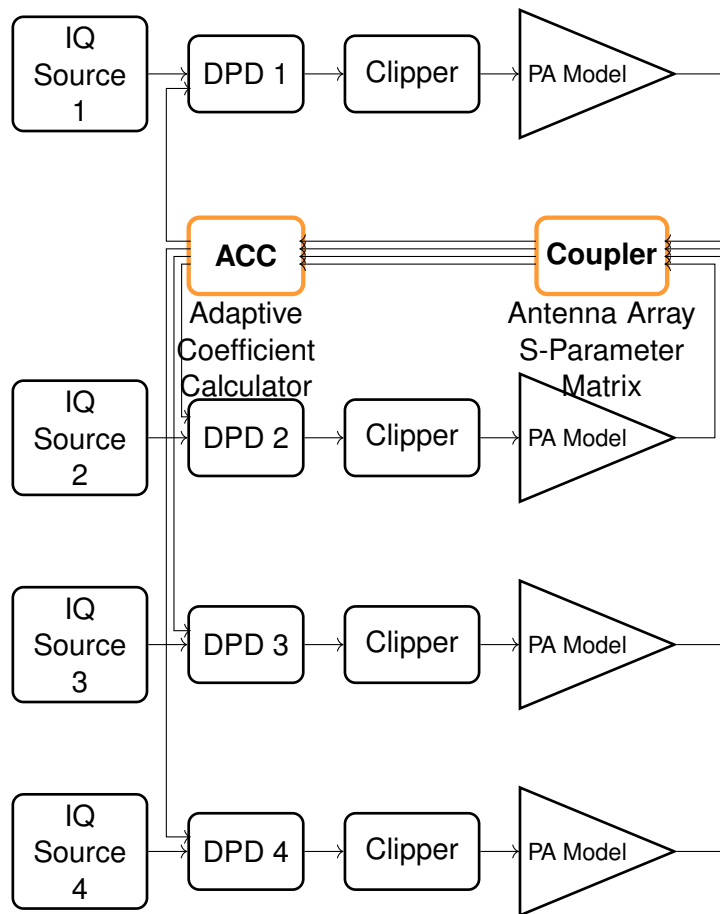 IQ
Source
1
DPD 1
Clipper
PA Model
ACC
Adaptive
Coefficient
Calculator
Coupler
Antenna Array
S-Parameter
Matrix
IQ
Source
2
DPD 2
Clipper
PA Model
IQ
Source
3
DPD 3
Clipper
PA Model
IQ
Source
4
DPD 4
Clipper
PA Model